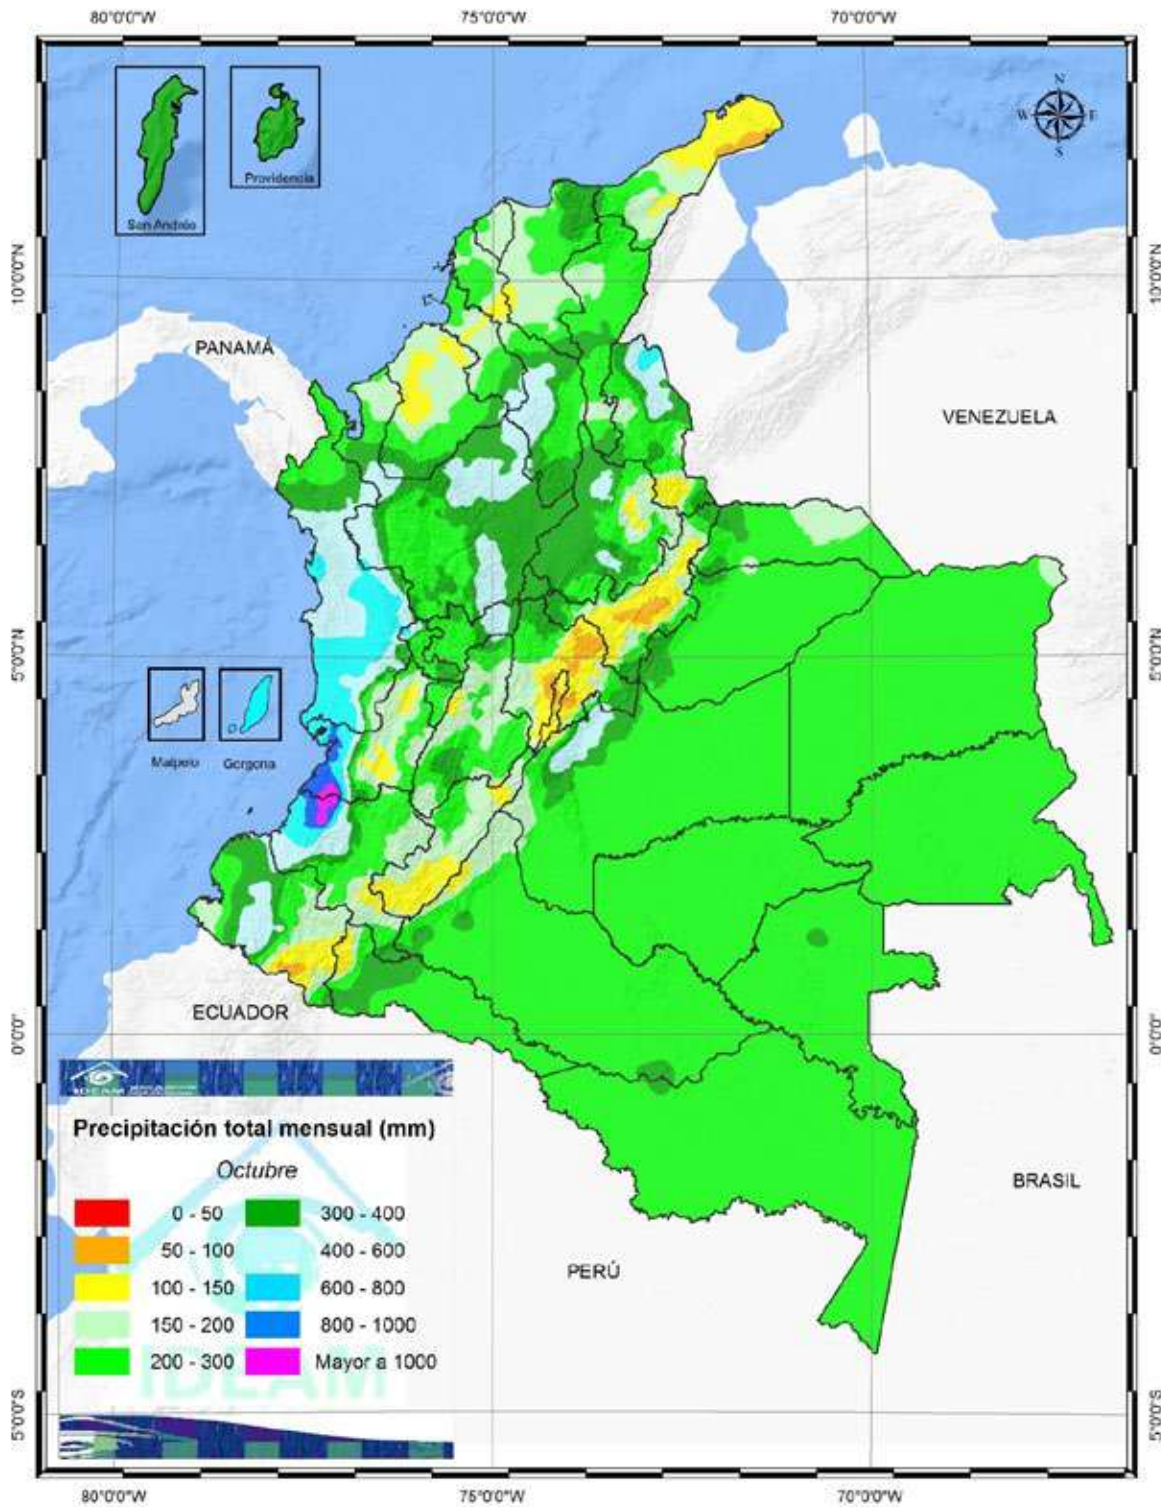 80°0'0"W 75°0'0"W 70°0'0"W
San Andrés
Providencia
N
W E
S
10°0'0"N 10°0'0"N
PANAMÁ
VENEZUELA
5°0'0"N 5°0'0"N
Malpelo Gorgona
ECUADOR
0°0'0" 0°0'0"
IDEAM
Precipitación total mensual (mm)
Octubre
0 - 50 300 - 400
50 - 100 400 - 600
100 - 150 600 - 800
150 - 200 800 - 1000
200 - 300 Mayor a 1000
IDEAM
BRASIL
PERÚ
5°0'0"S 5°0'0"S
80°0'0"W 75°0'0"W 70°0'0"W